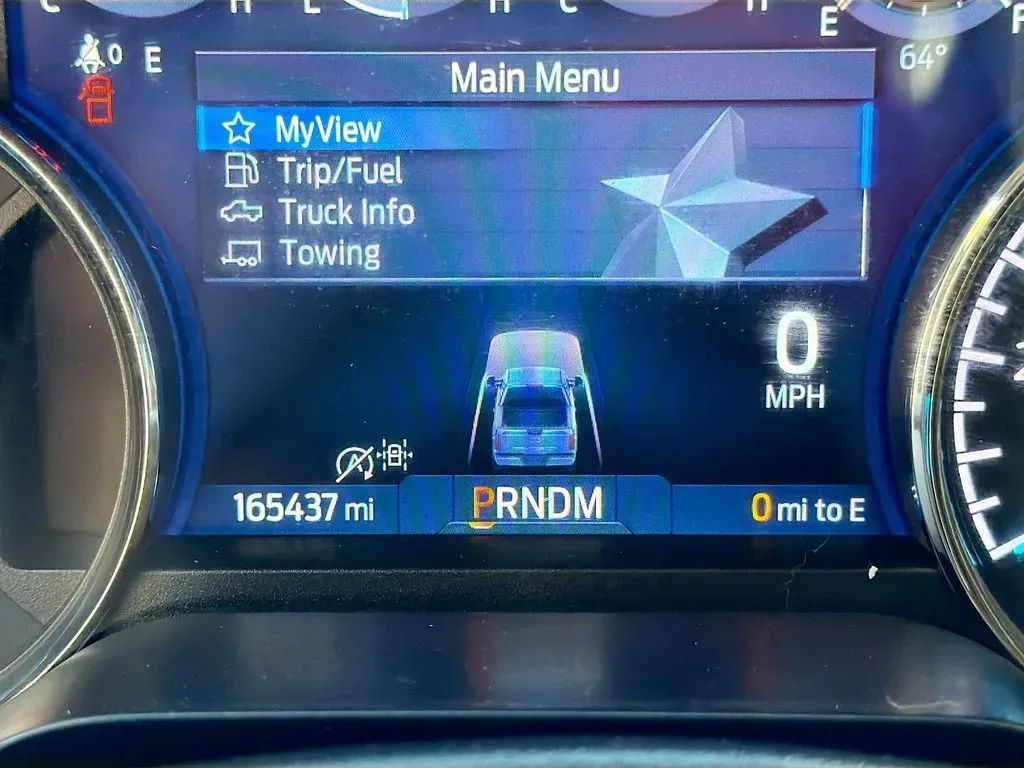 C H L H C H E F
0 E 64°
Main Menu
MyView
Trip/Fuel
Truck Info
Towing
0
MPH
165437 mi PRNDM 0 mi to E